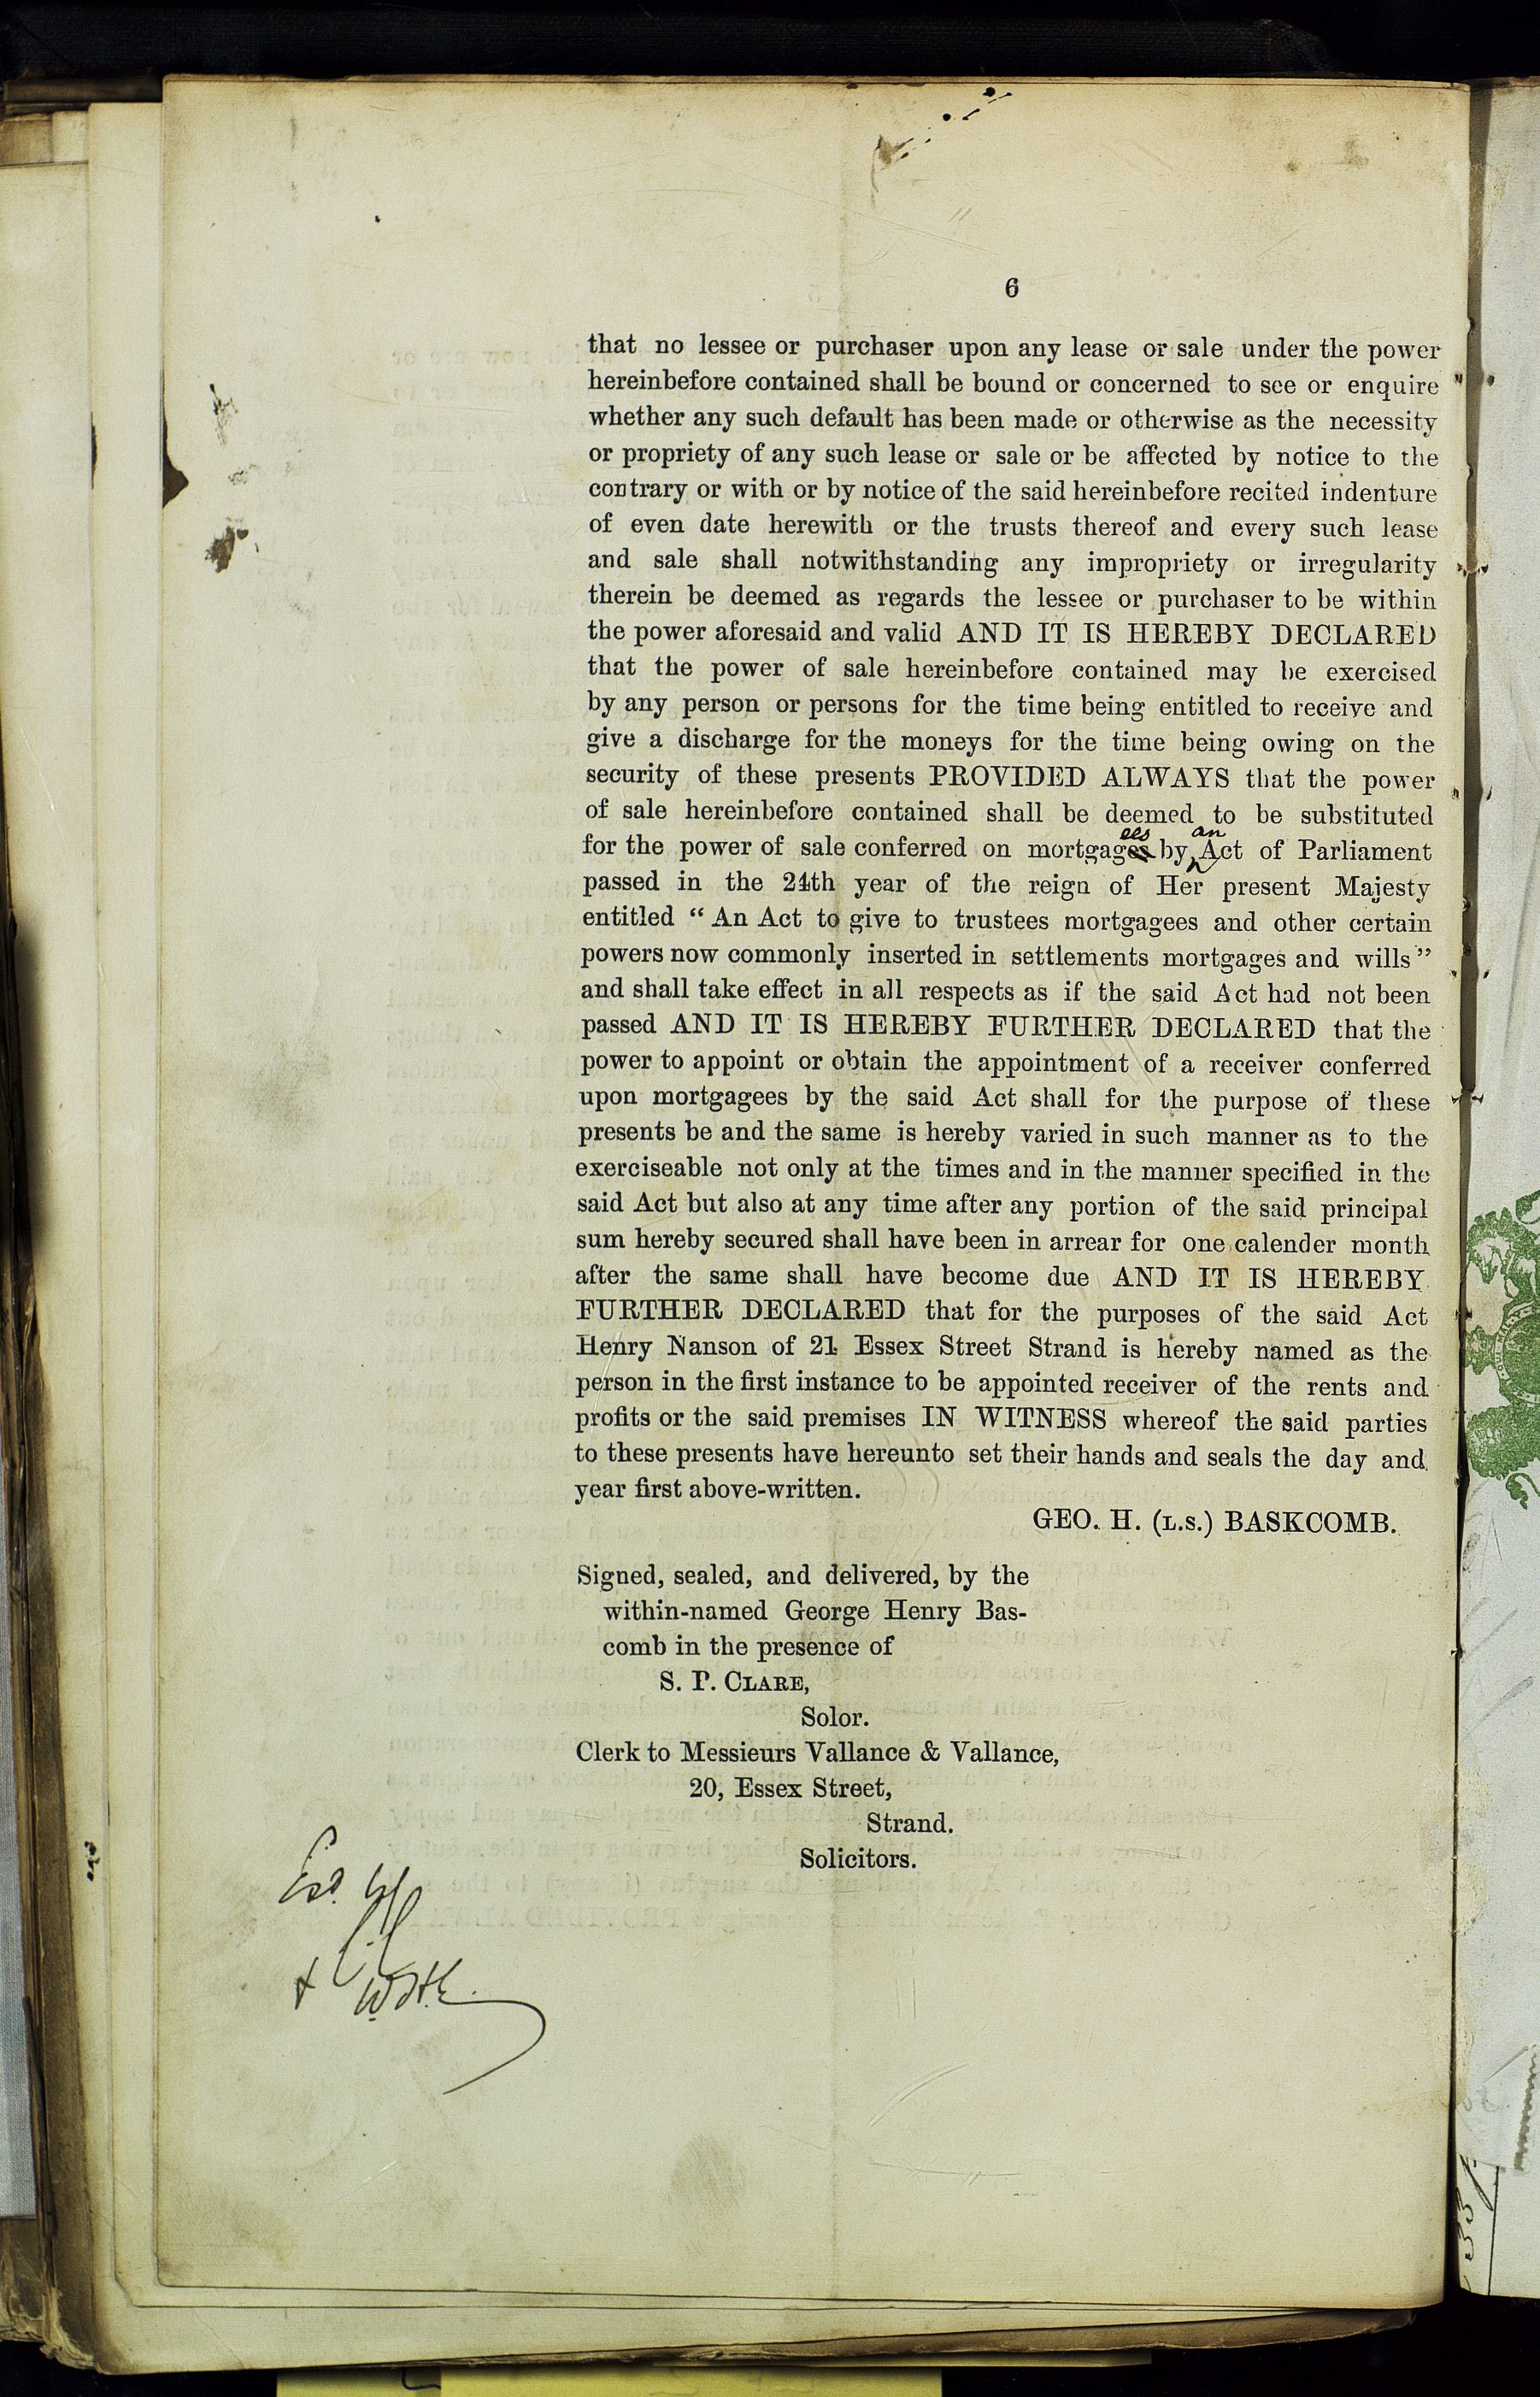 6
that no lessee or purchaser upon any lease or sale under the power
hereinbefore contained shall be bound or concerned to see or enquire
whether any such default has been made or otherwise as the necessity
or propriety of any such lease or sale or be affected by notice to the
contrary or with or by notice of the said hereinbefore recited indenture
of even date herewith or the trusts thereof and every such lease
and sale shall notwithstanding any impropriety or irregularity
therein be deemed as regards the lessee or purchaser to be within
the power aforesaid and valid AND IT IS HEREBY DECLARED
that the power of sale hereinbefore contained may be exercised
by any person or persons for the time being entitled to receive and
give a discharge for the moneys for the time being owing on the
security of these presents PROVIDED ALWAYS that the power
of sale hereinbefore contained shall be deemed to be substituted
for the power of sale conferred on mortgagees by an Act of Parliament
passed in the 24th year of the reign of Her present Majesty
entitled “An Act to give to trustees mortgagees and other certain
powers now commonly inserted in settlements mortgages and wills”
and shall take effect in all respects as if the said Act had not been
passed AND IT IS HEREBY FURTHER DECLARED that the
power to appoint or obtain the appointment of a receiver conferred
upon mortgagees by the said Act shall for the purpose of these
presents be and the same is hereby varied in such manner as to the
exerciseable not only at the times and in the manner specified in the
said Act but also at any time after any portion of the said principal
sum hereby secured shall have been in arrear for one calender month
after the same shall have become due AND IT IS HEREBY
FURTHER DECLARED that for the purposes of the said Act
Henry Nanson of 21 Essex Street Strand is hereby named as the
person in the first instance to be appointed receiver of the rents and
profits or the said premises IN WITNESS whereof the said parties
to these presents have hereunto set their hands and seals the day and
year first above-written.
GEO. H. (L.S.) BASKCOMB.
Signed, sealed, and delivered, by the
within-named George Henry Bas-
comb in the presence of
S. P. CLARE,
Solor.
Clerk to Messieurs Vallance & Vallance,
20, Essex Street,
Strand.
Solicitors.